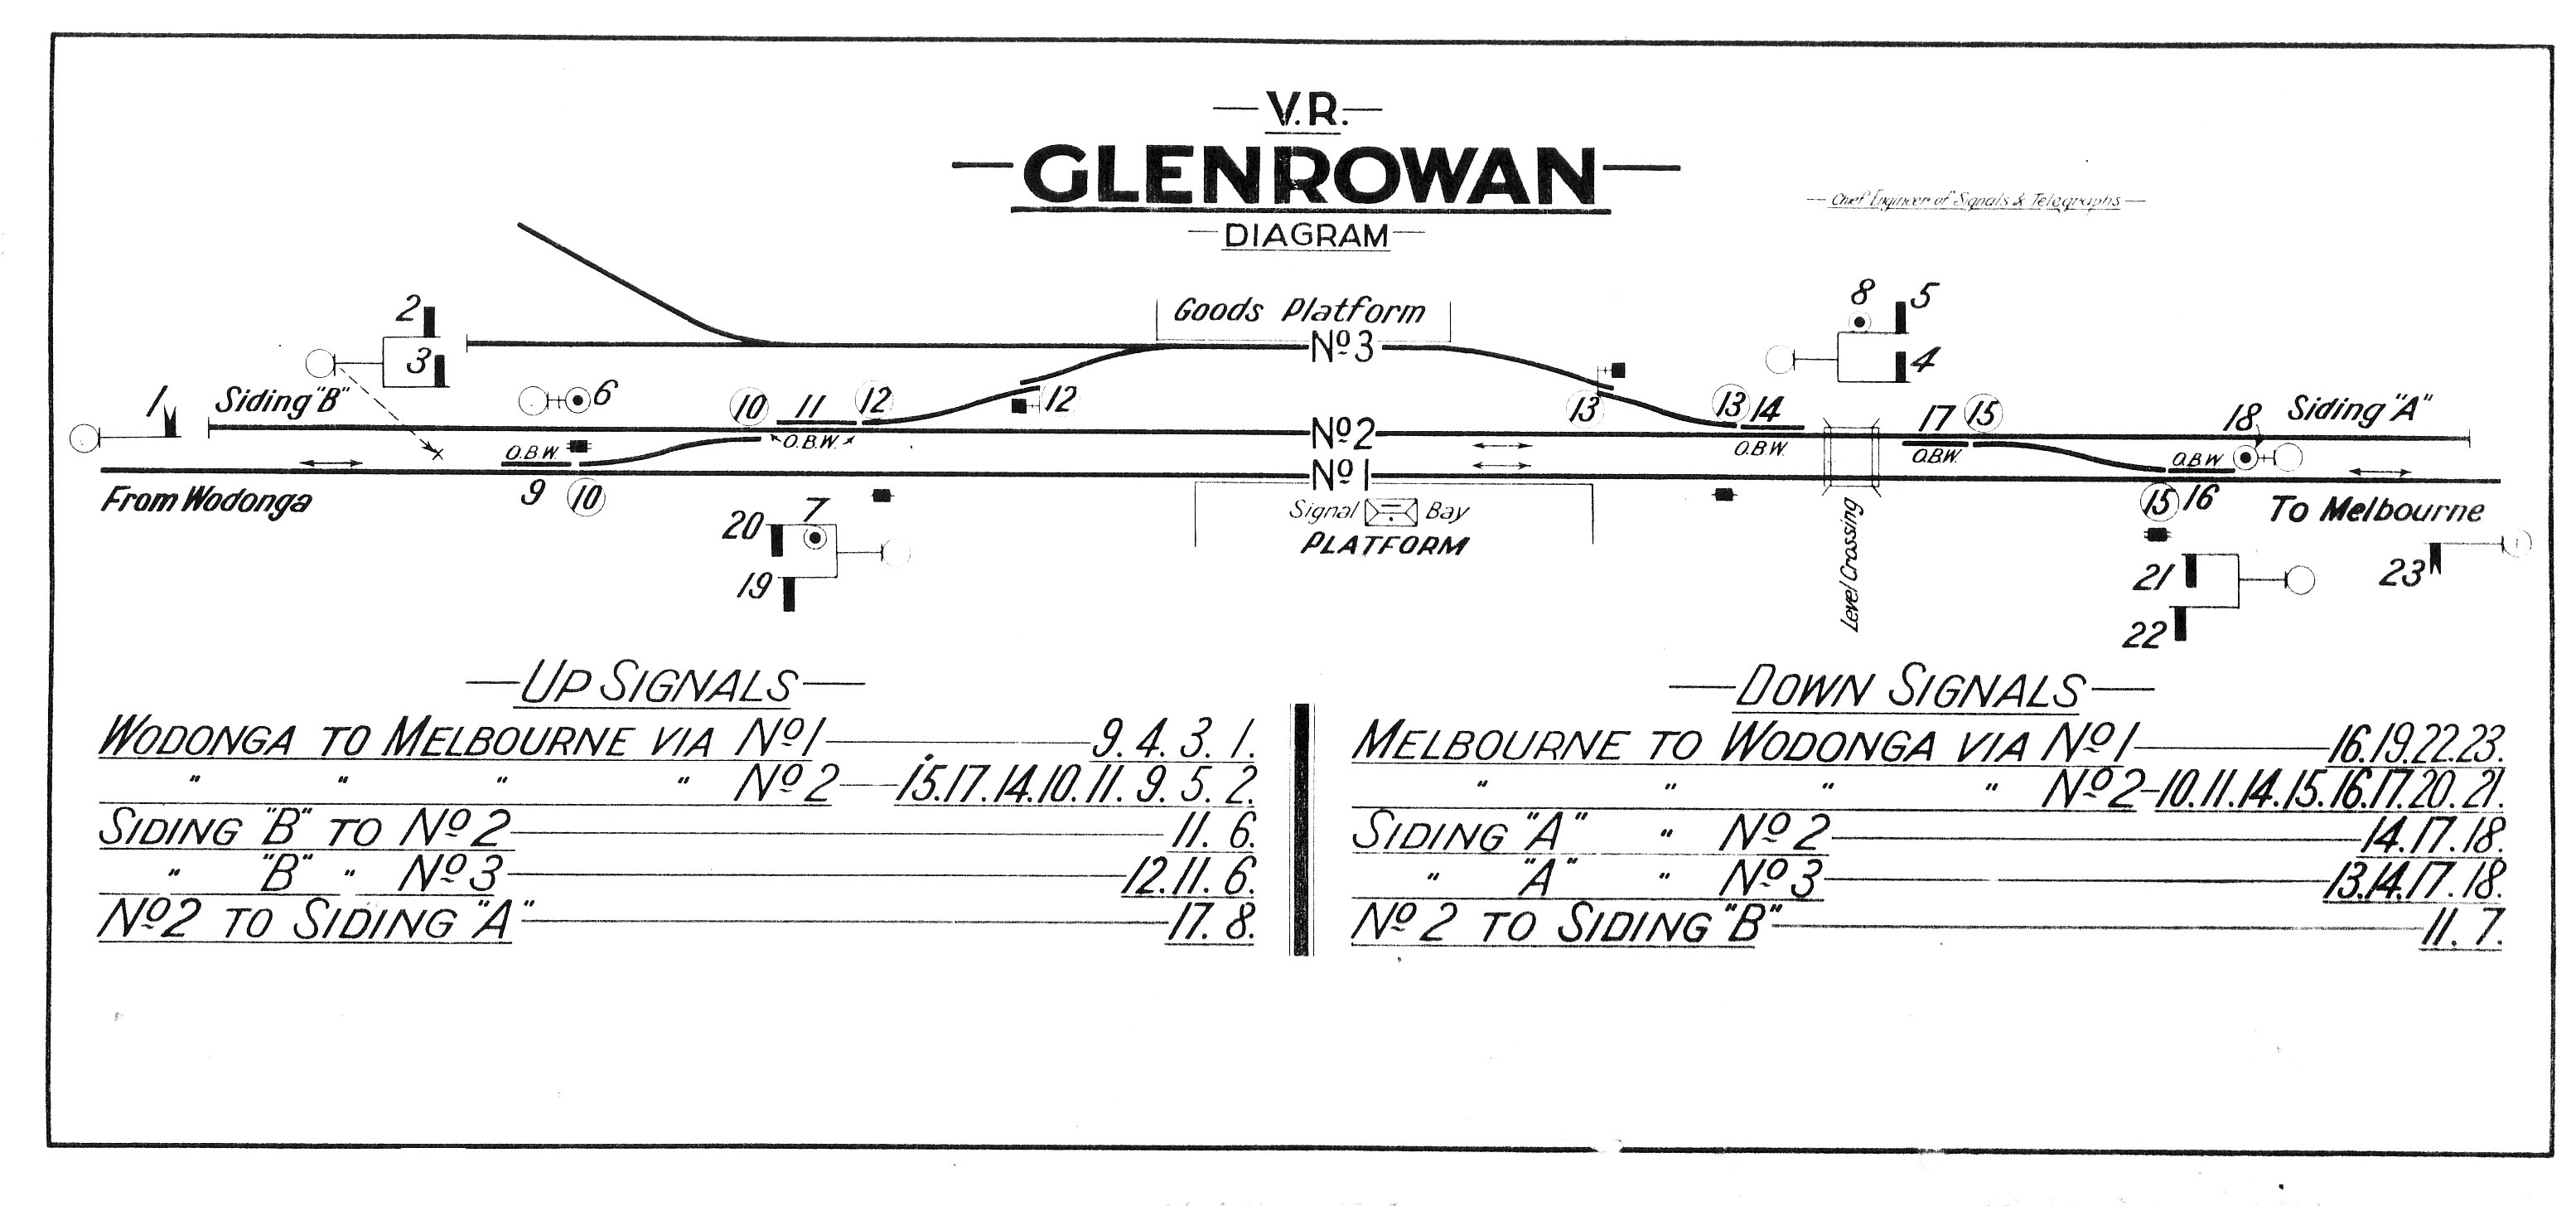 V.R.
GLENROWAN
Chief Engineer of Signals & Telegraphs
DIAGRAM
8 5
2 Goods Platform
3 Nº3 4
1 Siding "B" 6 10 11 12 12 13 13 14 17 15 18 Siding "A"
O.B.W. O.B.W. Nº2 O.B.W. O.B.W. O.B.W
Nº1
From Wodonga 9 10 15 16 To Melbourne
20 7 Signal Bay
PLATFORM Level Crossing
19 21 23
22
UP SIGNALS
WODONGA TO MELBOURNE VIA Nº1 9. 4. 3. 1.
" " " " Nº2 15.17.14.10.11. 9. 5. 2.
SIDING "B" TO Nº2 11. 6.
" "B" " Nº3 12.11. 6.
Nº2 TO SIDING "A" 17. 8.
DOWN SIGNALS
MELBOURNE TO WODONGA VIA Nº1 16.19.22.23.
" " " " Nº2 10.11.14.15.16.17.20.21.
SIDING "A" " Nº2 14.17.18.
" "A" " Nº3 13.14.17.18.
Nº2 TO SIDING "B" 11. 7.